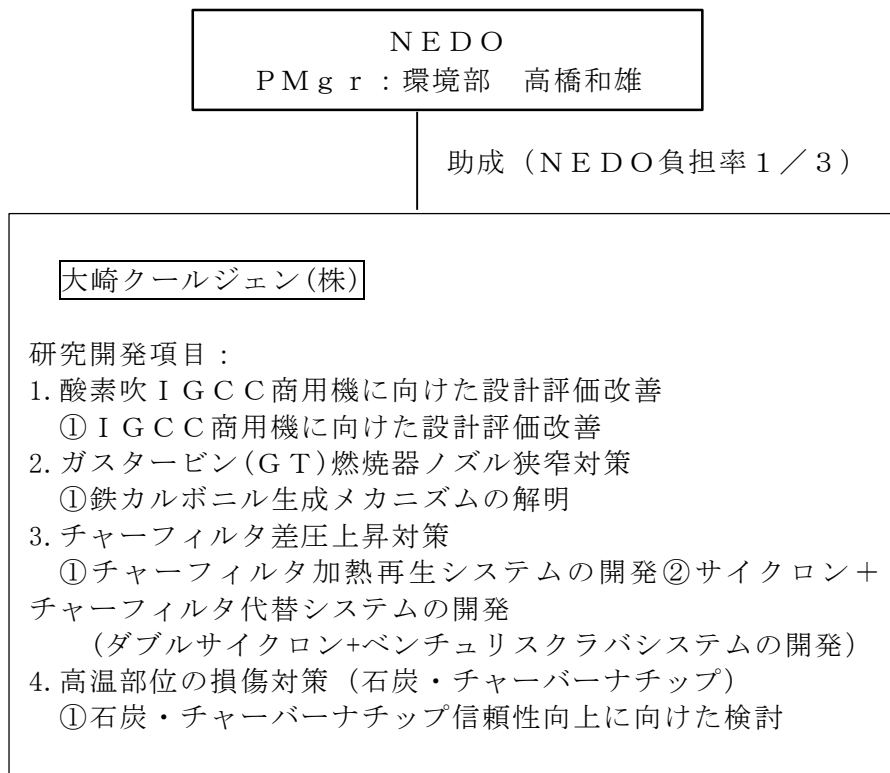 ＮＥＤＯ
ＰＭｇｒ：環境部　高橋和雄
助成（ＮＥＤＯ負担率１／３）
大崎クールジェン(株)
研究開発項目：
1.酸素吹ＩＧＣＣ商用機に向けた設計評価改善
①ＩＧＣＣ商用機に向けた設計評価改善
2.ガスタービン(ＧＴ)燃焼器ノズル狭窄対策
①鉄カルボニル生成メカニズムの解明
3.チャーフィルタ差圧上昇対策
①チャーフィルタ加熱再生システムの開発②サイクロン＋
チャーフィルタ代替システムの開発
(ダブルサイクロン+ベンチュリスクラバシステムの開発)
4.高温部位の損傷対策（石炭・チャーバーナチップ）
①石炭・チャーバーナチップ信頼性向上に向けた検討